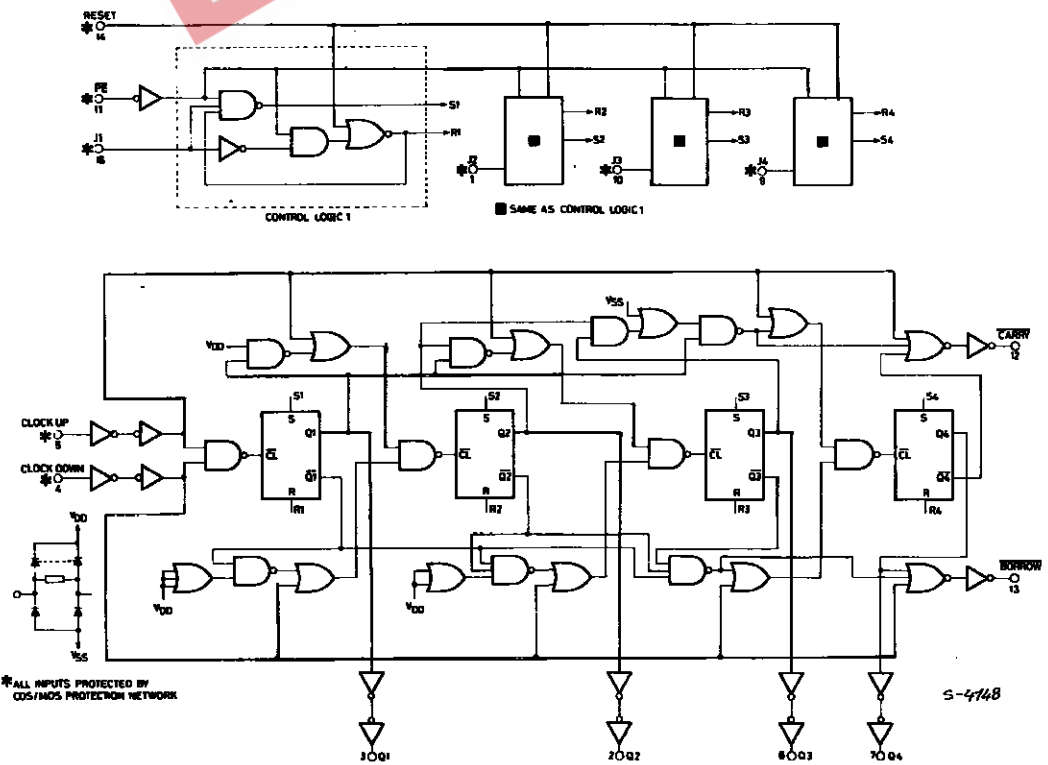 RESET
* 14
PE
* 11
J1
* 15
S1
R1
CONTROL LOGIC 1
J2
* 1
R2
S2
J3
* 10
R3
S3
J4
* 9
R4
S4
■ SAME AS CONTROL LOGIC 1
VSS
VDD
CARRY
12
CLOCK UP
* 5
CLOCK DOWN
* 4
S1
S
Q1
CL
Q1
R
R1
S2
S
Q2
CL
Q2
R
R2
S3
S
Q3
CL
Q3
R
R3
S4
S
Q4
CL
Q4
R
R4
VDD
VSS
VDD
VDD
BORROW
13
* ALL INPUTS PROTECTED BY
COS/MOS PROTECTION NETWORK
3 Q1
2 Q2
6 Q3
7 Q4
S-4148